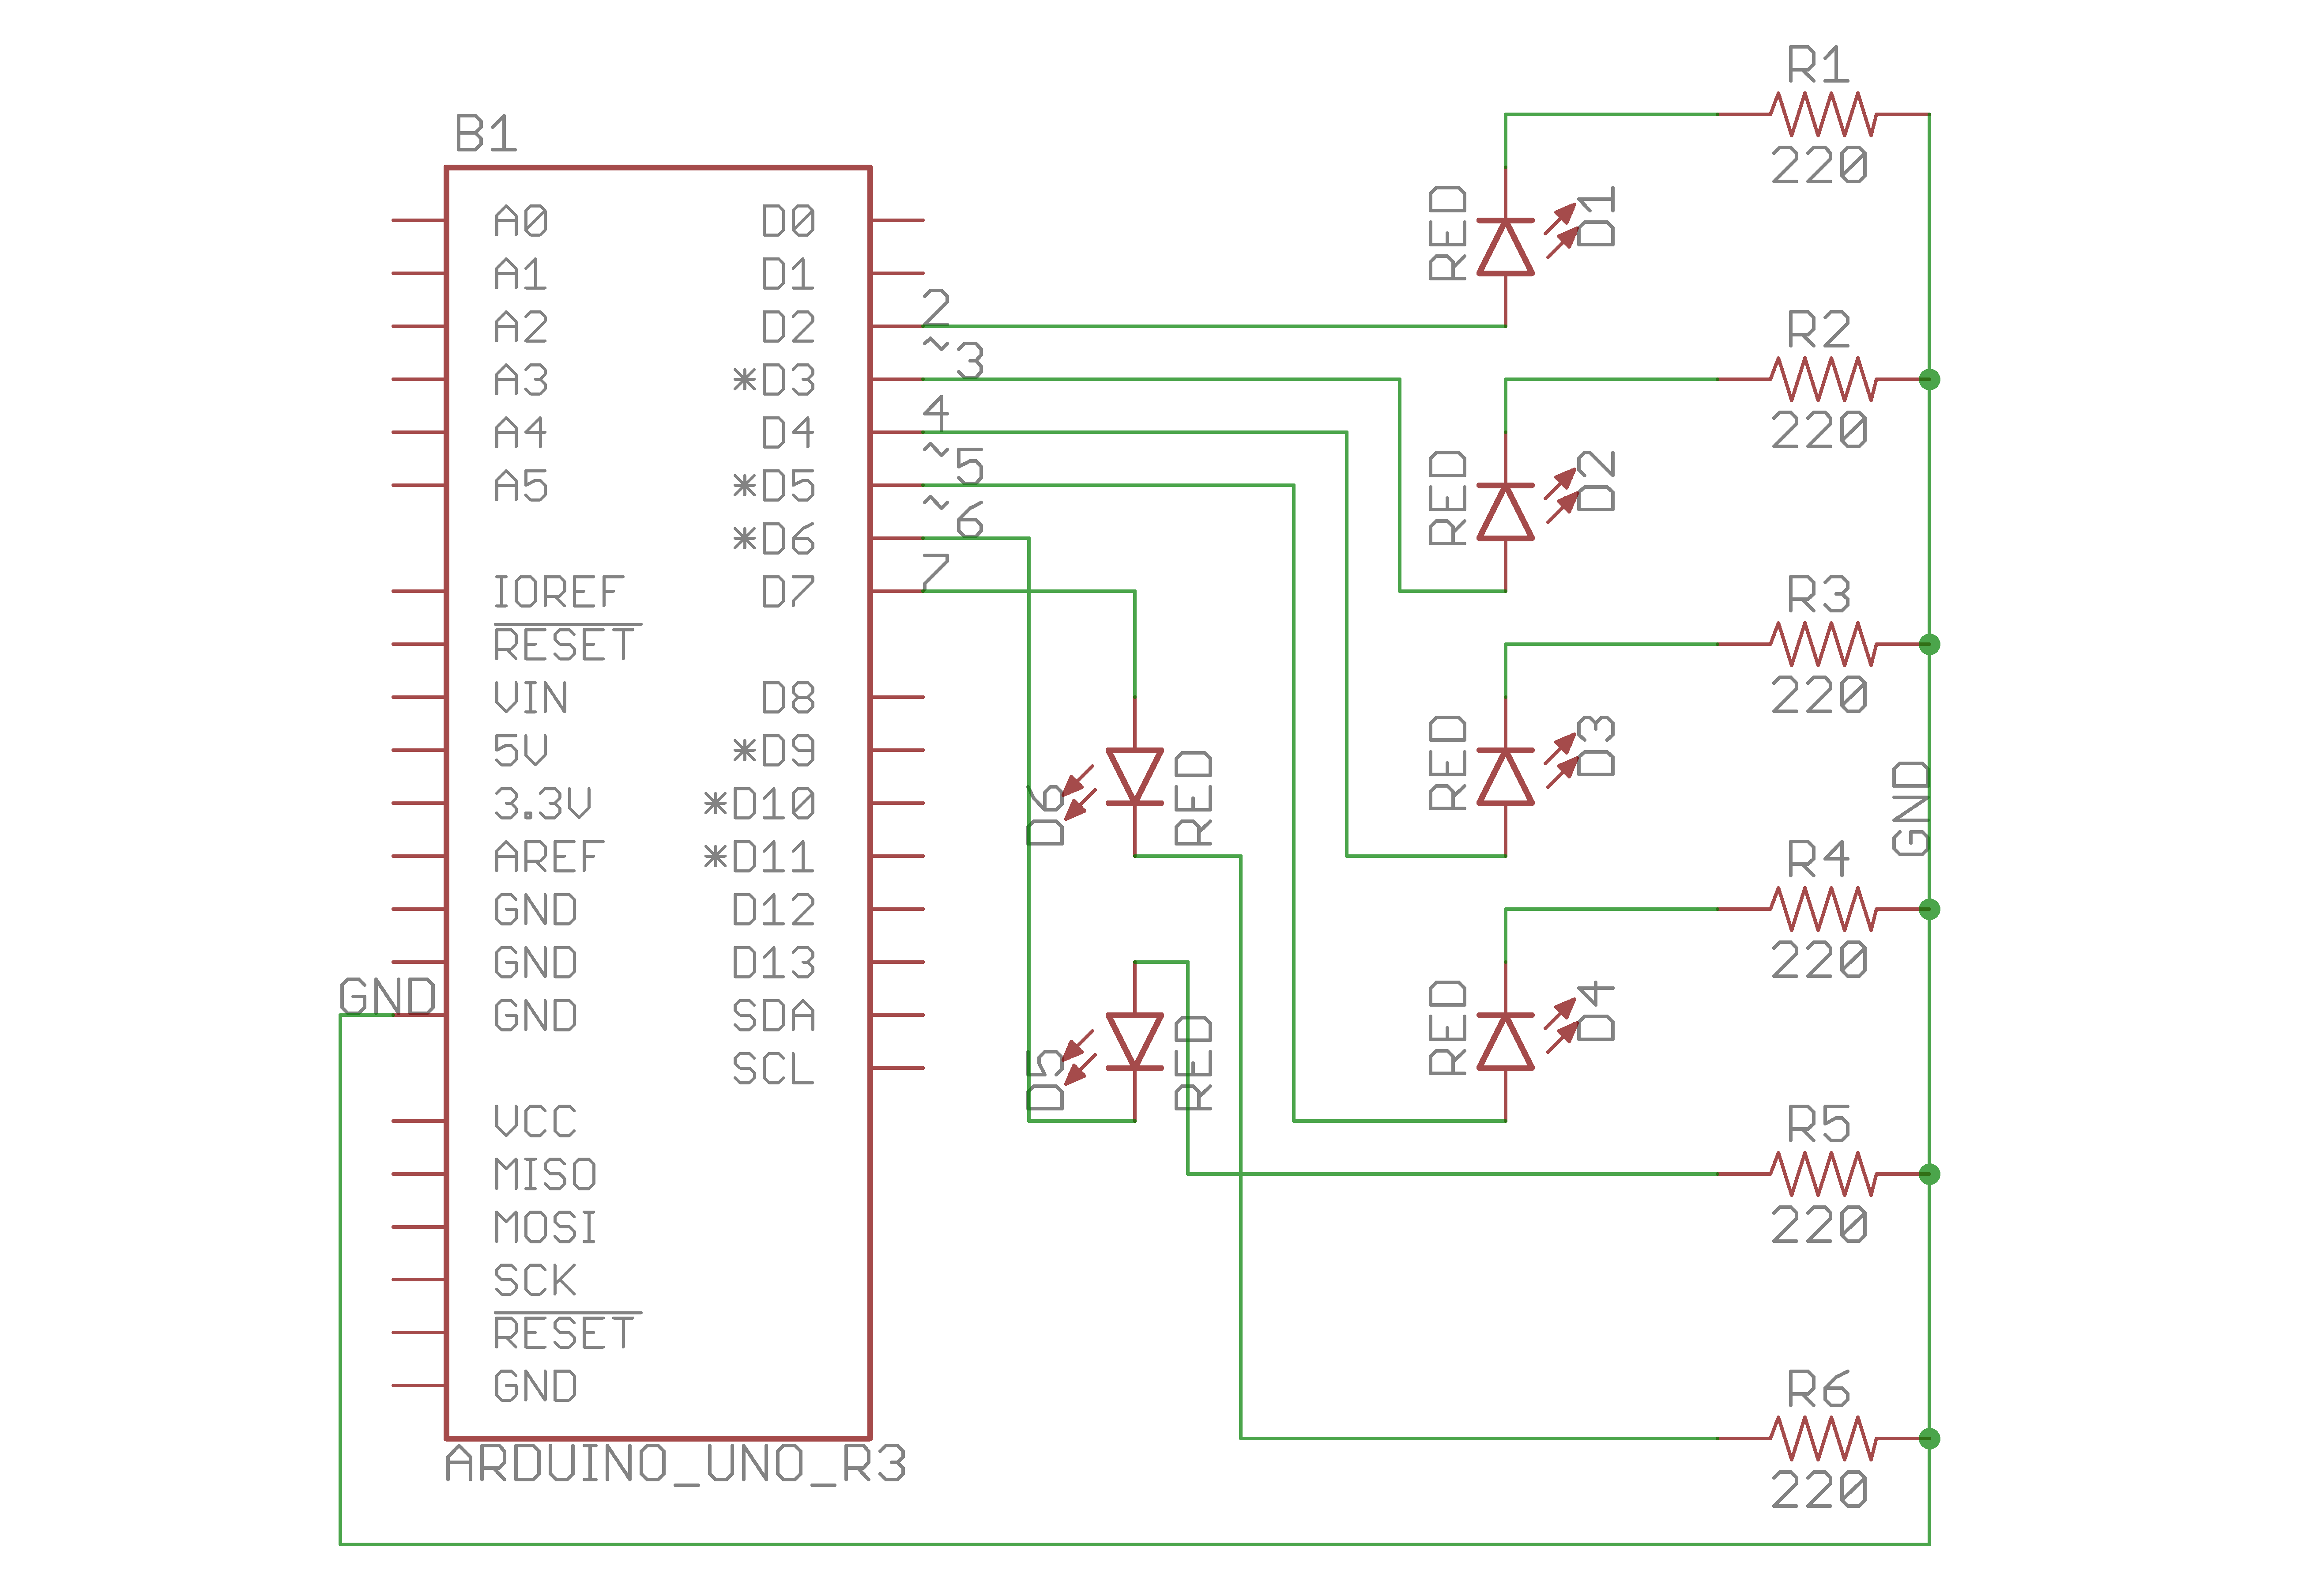 B1
A0
A1
A2
A3
A4
A5
IOREF
RESET
VIN
5V
3.3V
AREF
GND
GND
GND
VCC
MISO
MOSI
SCK
RESET
GND
D0
D1
D2
*D3
D4
*D5
*D6
D7
D8
*D9
*D10
*D11
D12
D13
SDA
SCL
ARDUINO_UNO_R3
GND
2
~3
4
~5
~6
7
D6
RED
D5
RED
RED
D1
RED
D2
RED
D3
RED
D4
R1
220
R2
220
R3
220
GND
R4
220
R5
220
R6
220